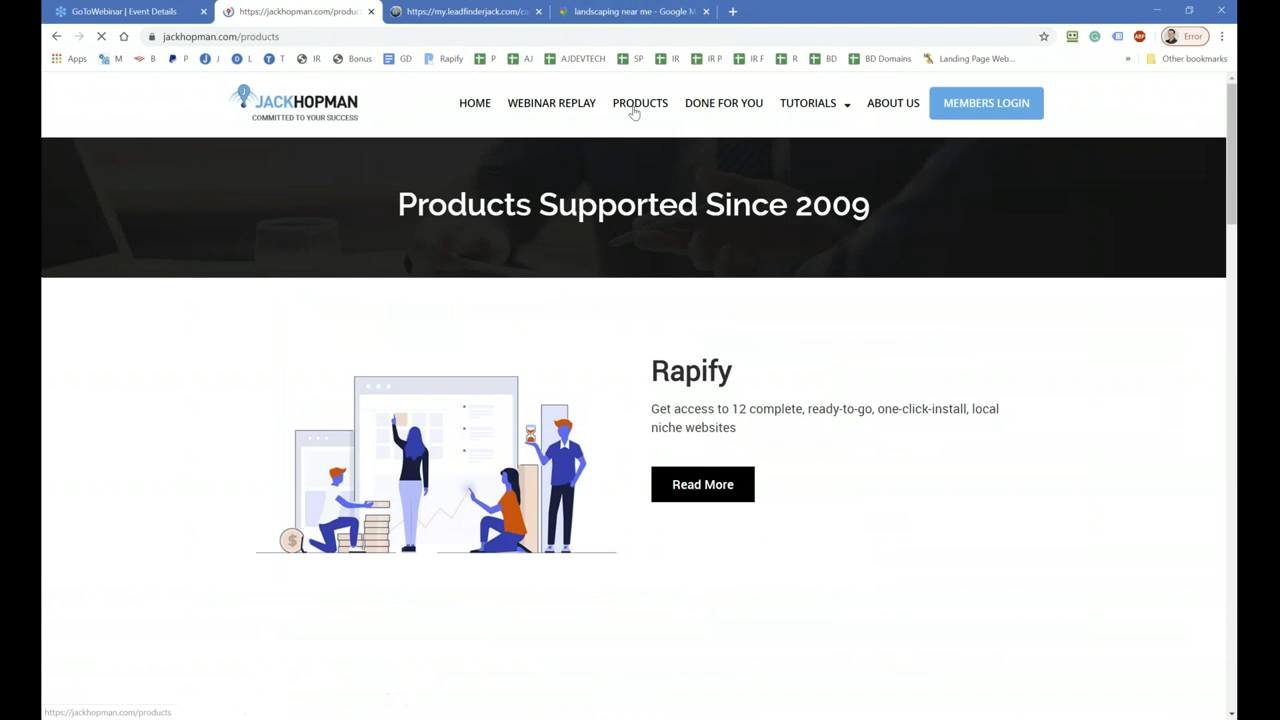 GoToWebinar | Event Details
https://jackhopman.com/produc
https://my.leadfinderjack.com/ca
landscaping near me - Google M
jackhopman.com/products
Error
Apps
M
B
P
J
L
T
IR
Bonus
GD
Rapify
P
AJ
AJDEVTECH
SP
IR
IR P
IR F
R
BD
BD Domains
Landing Page Web...
»
Other bookmarks
JACKHOPMAN
COMMITTED TO YOUR SUCCESS
HOME
WEBINAR REPLAY
PRODUCTS
DONE FOR YOU
TUTORIALS
ABOUT US
MEMBERS LOGIN
Products Supported Since 2009
Rapify
Get access to 12 complete, ready-to-go, one-click-install, local
niche websites
Read More
$
https://jackhopman.com/products